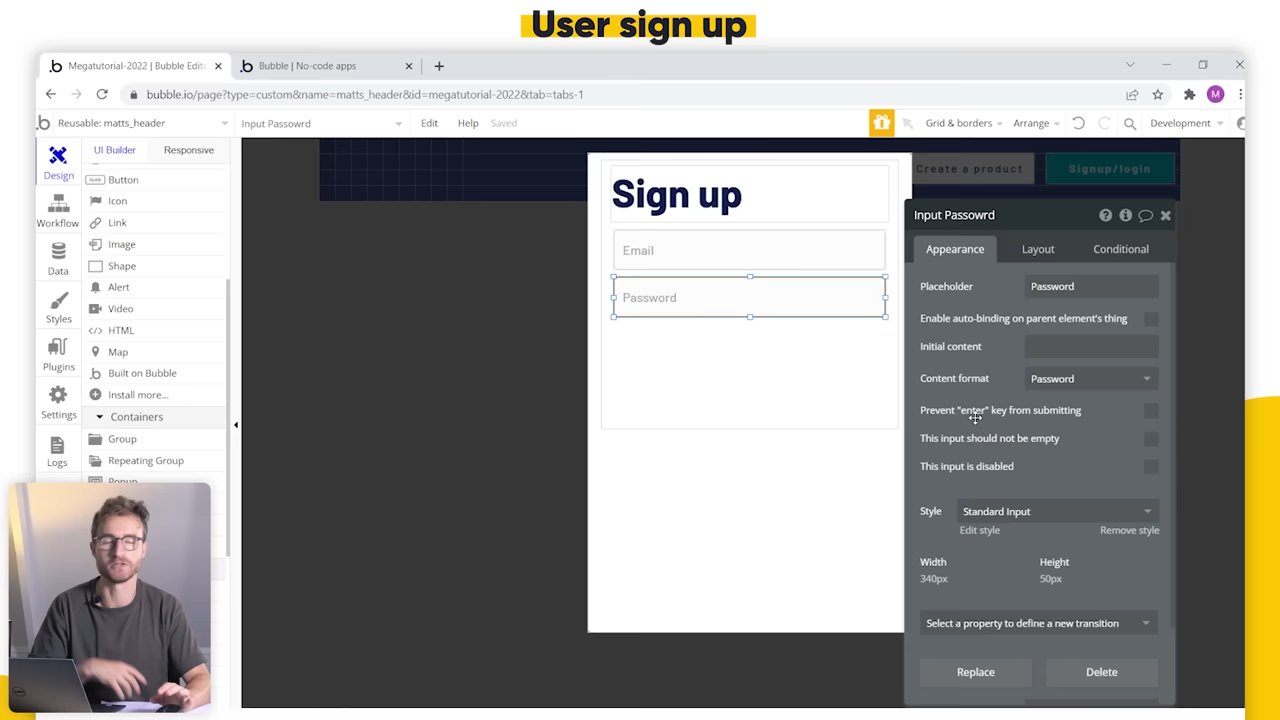 User sign up
Megatutorial-2022 | Bubble Edito
Bubble | No-code apps
bubble.io/page?type=custom&name=matts_header&id=megatutorial-2022&tab=tabs-1
M
Reusable: matts_header
Input Passowrd
Edit
Help
Saved
Grid & borders
Arrange
Development
Design
UI Builder
Responsive
Button
Icon
Link
Image
Shape
Alert
Video
HTML
Map
Built on Bubble
Install more...
Containers
Group
Repeating Group
Popup
Workflow
Data
Styles
Plugins
Settings
Logs
Create a product
Signup/login
Sign up
Email
Password
Input Passowrd
Appearance
Layout
Conditional
Placeholder
Password
Enable auto-binding on parent element's thing
Initial content
Content format
Password
Prevent "enter" key from submitting
This input should not be empty
This input is disabled
Style
Standard Input
Edit style
Remove style
Width
Height
340px
50px
Select a property to define a new transition
Replace
Delete